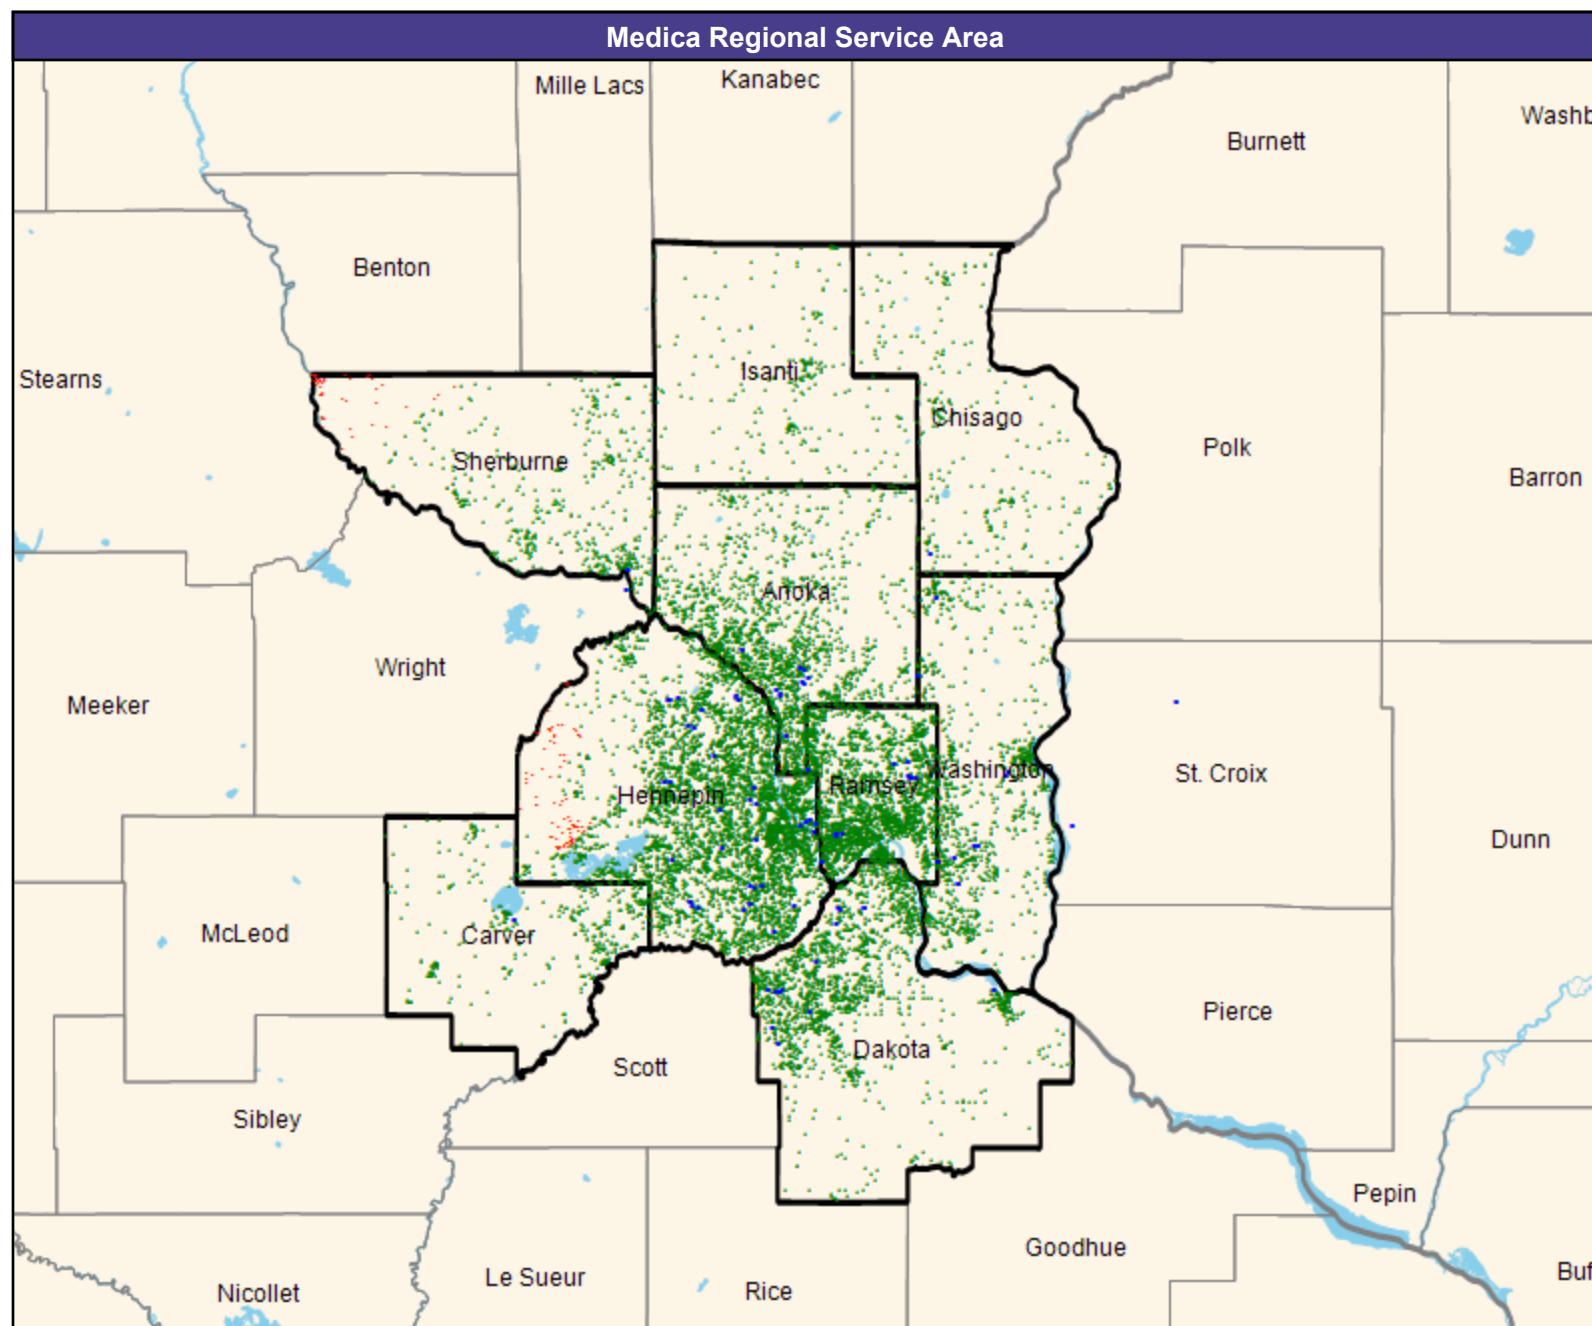 Medica Regional Service Area
Mille Lacs
Kanabec
Washb
Burnett
Benton
Stearns
Isanti
Chisago
Polk
Sherburne
Barron
Anoka
Wright
Meeker
Washington
St. Croix
Hennepin
Ramsey
Dunn
McLeod
Carver
Pierce
Dakota
Scott
Sibley
Pepin
Goodhue
Buf
Le Sueur
Rice
Nicollet